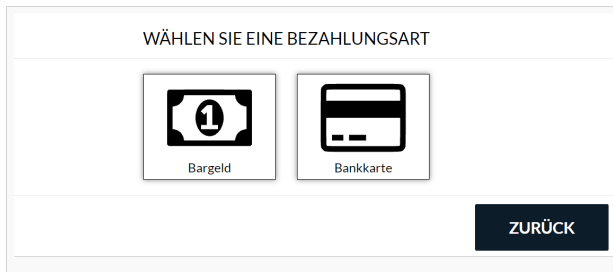 WÄHLEN SIE EINE BEZAHLUNGSART
1
Bargeld
Bankkarte
ZURÜCK